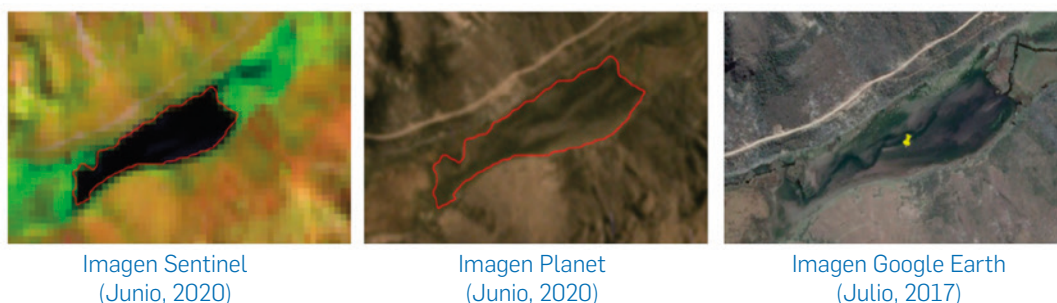 Imagen Sentinel
(Junio, 2020)
Imagen Planet
(Junio, 2020)
Imagen Google Earth
(Julio, 2017)